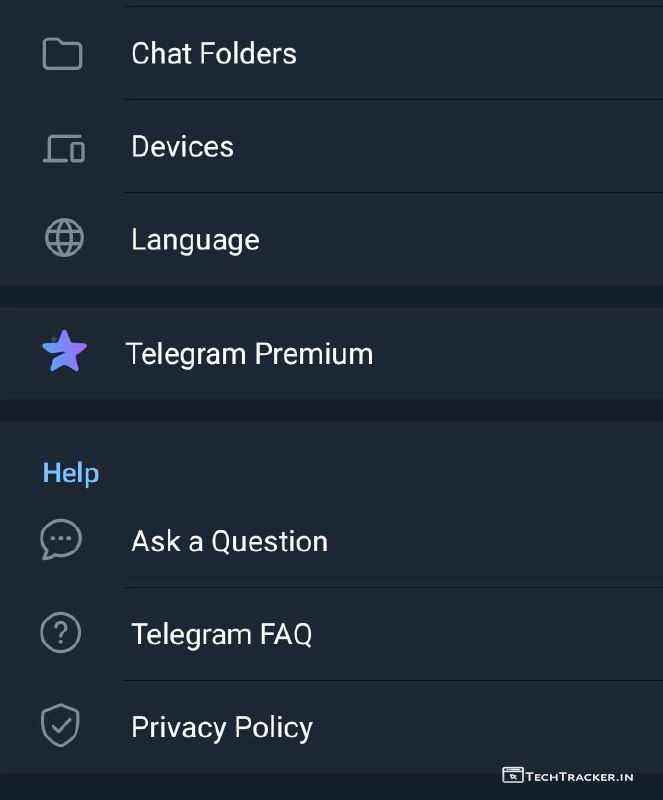 Chat Folders
Devices
Language
Telegram Premium
Help
Ask a Question
Telegram FAQ
Privacy Policy
TECHTRACKER.IN